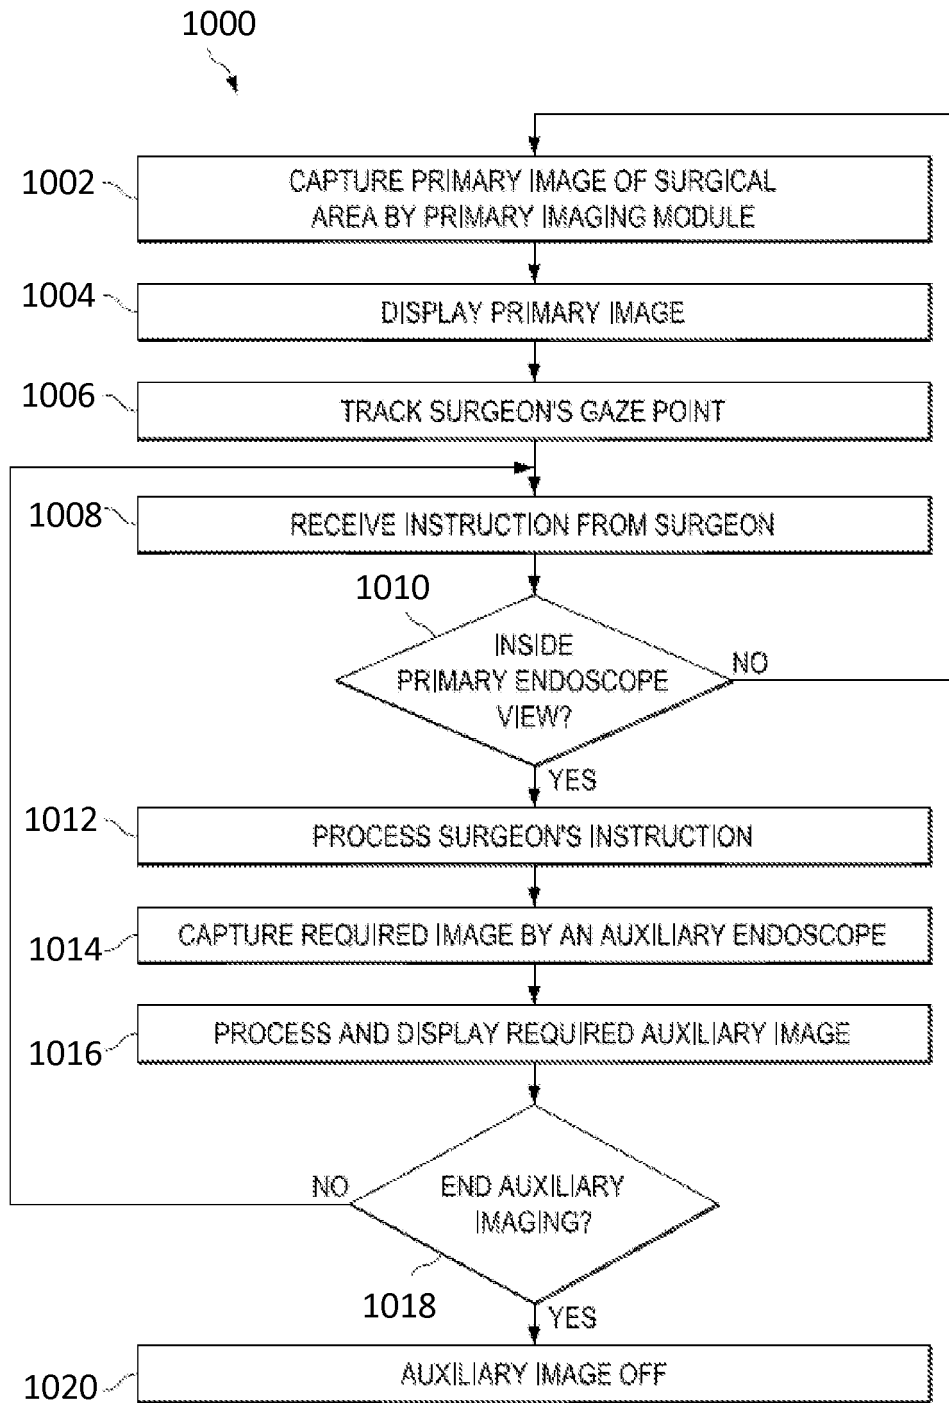 1000
1002
CAPTURE PRIMARY IMAGE OF SURGICAL
AREA BY PRIMARY IMAGING MODULE
1004
DISPLAY PRIMARY IMAGE
1006
TRACK SURGEON'S GAZE POINT
1008
RECEIVE INSTRUCTION FROM SURGEON
1010
INSIDE
PRIMARY ENDOSCOPE
VIEW?
NO
YES
1012
PROCESS SURGEON'S INSTRUCTION
1014
CAPTURE REQUIRED IMAGE BY AN AUXILIARY ENDOSCOPE
1016
PROCESS AND DISPLAY REQUIRED AUXILIARY IMAGE
NO
END AUXILIARY
IMAGING?
1018
YES
1020
AUXILIARY IMAGE OFF